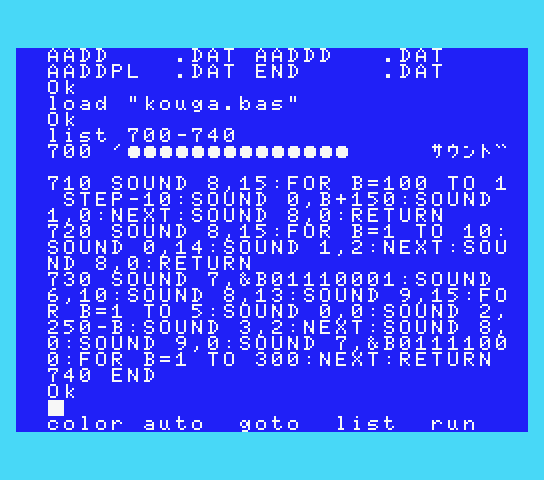 AADD    .DAT AADDD   .DAT
AADDPL  .DAT END     .DAT
Ok
load "kouga.bas"
Ok
list 700-740
700 '●●●●●●●●●●●●●●     サウンド
710 SOUND 8,15:FOR B=100 TO 1
 STEP-10:SOUND 0,B+150:SOUND
1,0:NEXT:SOUND 8,0:RETURN
720 SOUND 8,15:FOR B=1 TO 10:
SOUND 0,14:SOUND 1,2:NEXT:SOU
ND 8,0:RETURN
730 SOUND 7,&B01110001:SOUND
6,10:SOUND 8,13:SOUND 9,15:FO
R B=1 TO 5:SOUND 0,0:SOUND 2,
250-B:SOUND 3,2:NEXT:SOUND 8,
0:SOUND 9,0:SOUND 7,&B0111100
0:FOR B=1 TO 300:NEXT:RETURN
740 END
Ok
color auto  goto  list  run